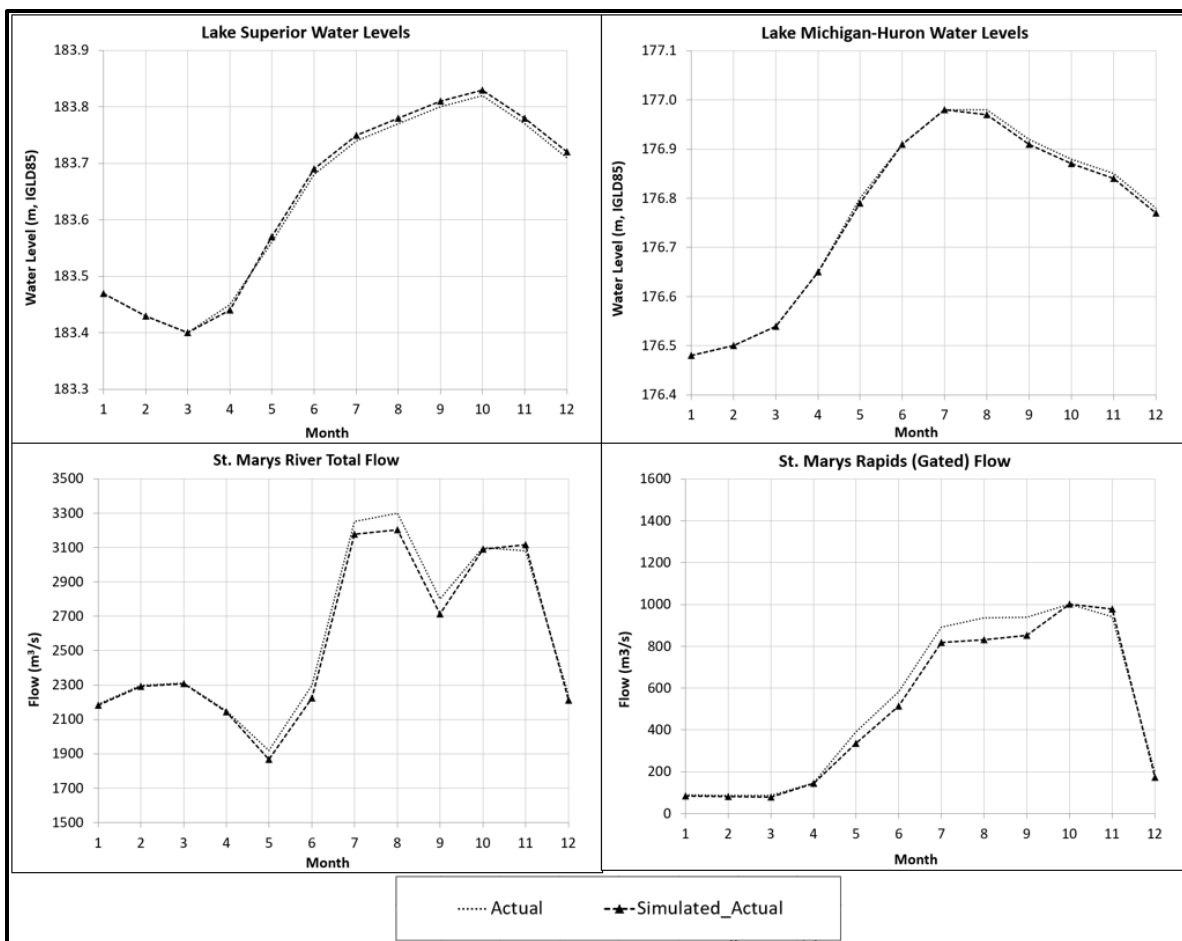 Lake Superior Water Levels
Water Level (m, IGLD85)
183.9
183.8
183.7
183.6
183.5
183.4
183.3
1 2 3 4 5 6 7 8 9 10 11 12
Month
Lake Michigan-Huron Water Levels
Water Level (m, IGLD85)
177.1
177.0
176.9
176.8
176.7
176.6
176.5
176.4
1 2 3 4 5 6 7 8 9 10 11 12
Month
St. Marys River Total Flow
Flow (m³/s)
3500
3300
3100
2900
2700
2500
2300
2100
1900
1700
1500
1 2 3 4 5 6 7 8 9 10 11 12
Month
St. Marys Rapids (Gated) Flow
Flow (m3/s)
1600
1400
1200
1000
800
600
400
200
0
1 2 3 4 5 6 7 8 9 10 11 12
Month
Actual
Simulated_Actual